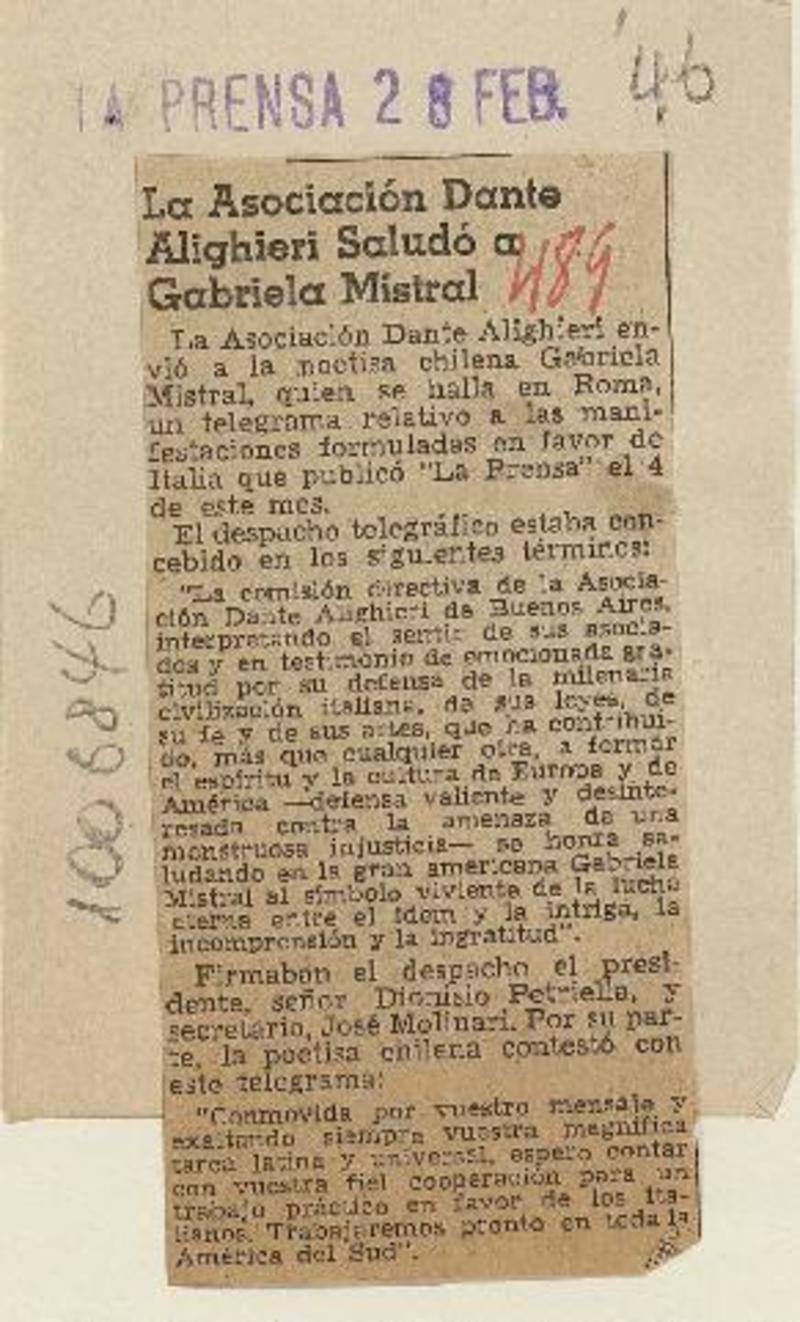 LA PRENSA 28 FEB. '46
La Asociación Dante
Alighieri Saludó a
Gabriela Mistral
489
La Asociación Dante Alighieri en-
vió a la poetisa chilena Gabriela
Mistral, quien se halla en Roma,
un telegrama relativo a las mani-
festaciones formuladas en favor de
Italia que publicó "La Prensa" el 4
de este mes.
El despacho telegráfico estaba con-
cebido en los siguientes términos:
"La comisión directiva de la Asocia-
ción Dante Alighieri de Buenos Aires,
interpretando el sentir de sus asocia-
dos y en testimonio de emocionada gra-
titud por su defensa de la milenaria
civilización italiana, de sus leyes, de
su fe y de sus artes, que ha contribui-
do, más que cualquier otra, a formar
el espíritu y la cultura de Europa y de
América —defensa valiente y desinte-
resada contra la amenaza de una
monstruosa injusticia— se honra sa-
ludando en la gran americana Gabriela
Mistral al símbolo viviente de la lucha
eterna entre el y la intriga, la
incomprensión y la ingratitud".
Firmaban el despacho el presi-
dente, señor Dionisio Petriella, y
secretario, José Molinari. Por su par-
te, la poetisa chilena contestó con
este telegrama:
"Conmovida por vuestro mensaje y
exaltando siempre vuestra magnífica
tarea latina y universal, espero contar
con vuestra fiel cooperación para un
trabajo práctico en favor de los ita-
lianos. Trabajaremos pronto en toda la
América del Sud".
1006846